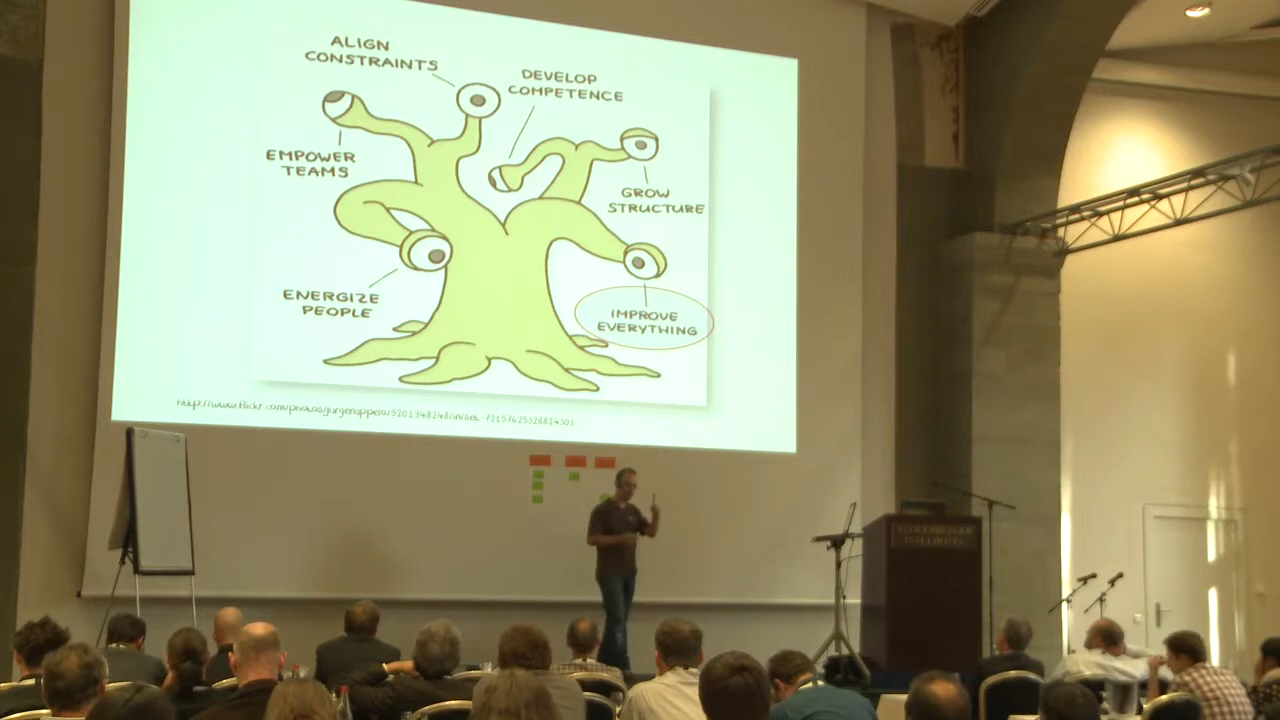 ALIGN
CONSTRAINTS
DEVELOP
COMPETENCE
EMPOWER
TEAMS
GROW
STRUCTURE
ENERGIZE
PEOPLE
IMPROVE
EVERYTHING